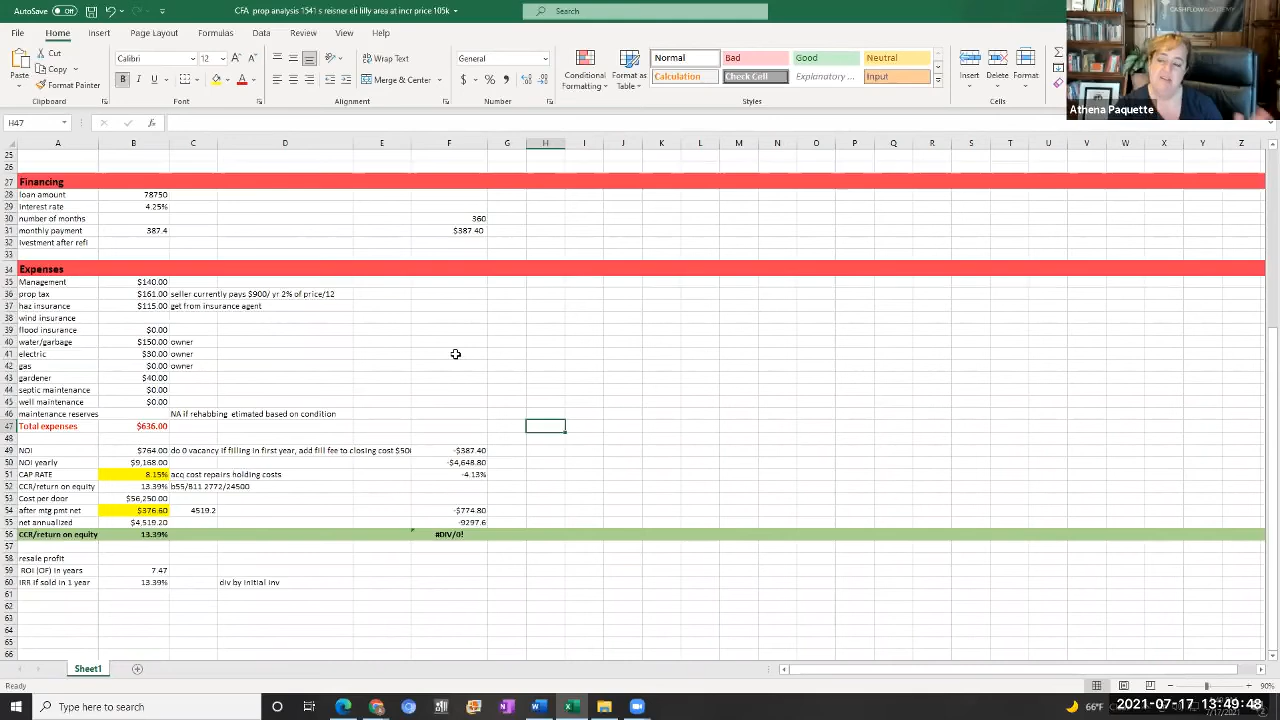 AutoSave Off CFA prop analysis 1541 s reisner eli lilly area at incr price 105k Search
CASHFLOW ACADEMY
File Home Insert Page Layout Formulas Data Review View Help
Cut Calibri 12 Wrap Text General Normal Bad Good Neutral
Paste Copy Merge & Center Conditional Formatting Format as Table Calculation Check Cell Explanatory ... Input Insert Delete Format
Format Painter
Athena Paquette
Clipboard Font Alignment Number Styles Cells
H47 fx
A B C D E F G H I J K L M N O P Q R S T U V W X Y Z
25
26
27 Financing
28 loan amount 78750
29 interest rate 4.25%
30 number of months 360
31 monthly payment 387.4 $387.40
32 Ivestment after refi
33
34 Expenses
35 Management $140.00
36 prop tax $161.00 seller currently pays $900/ yr 2% of price/12
37 haz insurance $115.00 get from insurance agent
38 wind insurance
39 flood insurance $0.00
40 water/garbage $150.00 owner
41 electric $30.00 owner
42 gas $0.00 owner
43 gardener $40.00
44 septic maintenance $0.00
45 well maintenance $0.00
46 maintenance reserves NA if rehabbing etimated based on condition
47 Total expenses $636.00
48
49 NOI $764.00 do 0 vacancy if filling in first year, add fill fee to closing cost $50 -$387.40
50 NOI yearly $9,168.00 -$4,648.80
51 CAP RATE 8.15% acq cost repairs holding costs -4.13%
52 CCR/return on equity 13.39% b55/B11 2772/24500
53 Cost per door $56,250.00
54 after mtg pmt net $376.60 4519.2 -$774.80
55 net annualized $4,519.20 -9297.6
56 CCR/return on equity 13.39% #DIV/0!
57
58 resale profit
59 ROI (OF) in years 7.47
60 IRR if sold in 1 year 13.39% div by initial inv
61
62
63
64
65
66
Sheet1
Ready 90%
Type here to search 66°F
2021-07-17 13:49:48